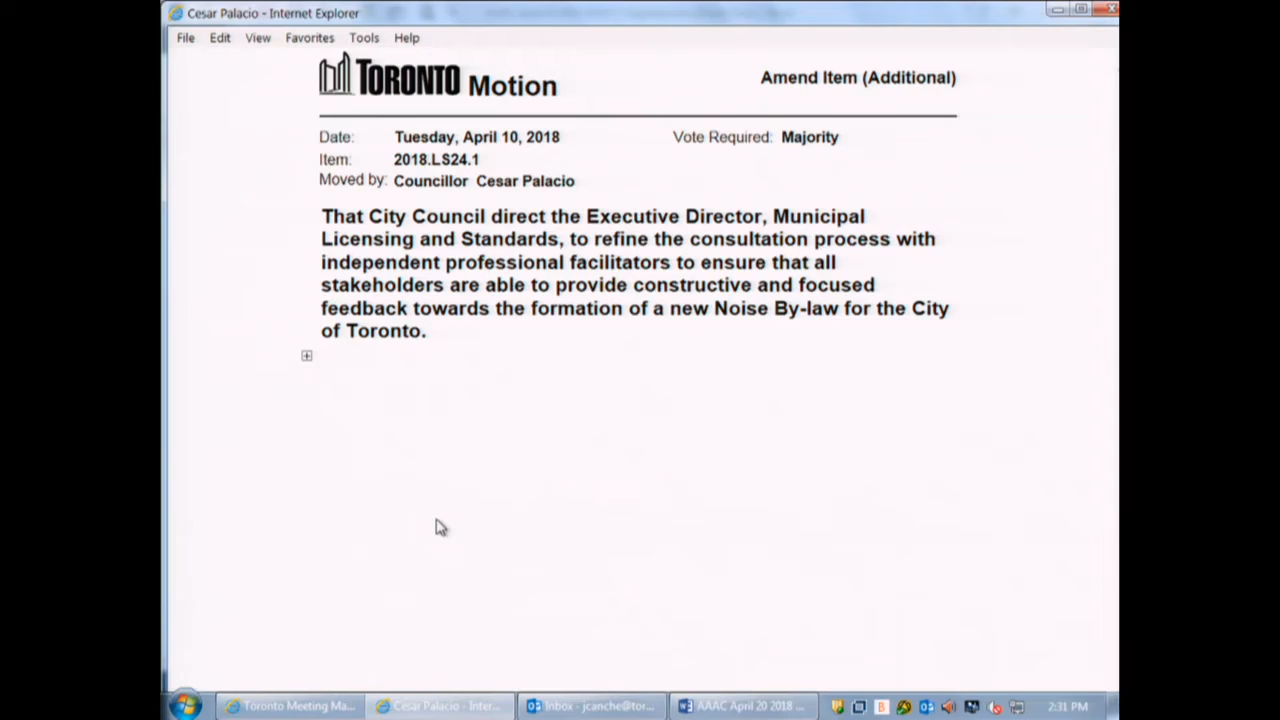 Cesar Palacio - Internet Explorer
File Edit View Favorites Tools Help
TORONTO Motion
Amend Item (Additional)
Date: Tuesday, April 10, 2018 Vote Required: Majority
Item: 2018.LS24.1
Moved by: Councillor Cesar Palacio
That City Council direct the Executive Director, Municipal
Licensing and Standards, to refine the consultation process with
independent professional facilitators to ensure that all
stakeholders are able to provide constructive and focused
feedback towards the formation of a new Noise By-law for the City
of Toronto.
Toronto Meeting Ma... Cesar Palacio - Inter... Inbox - jcanche@tor... AAAC April 20 2018 ... 2:31 PM